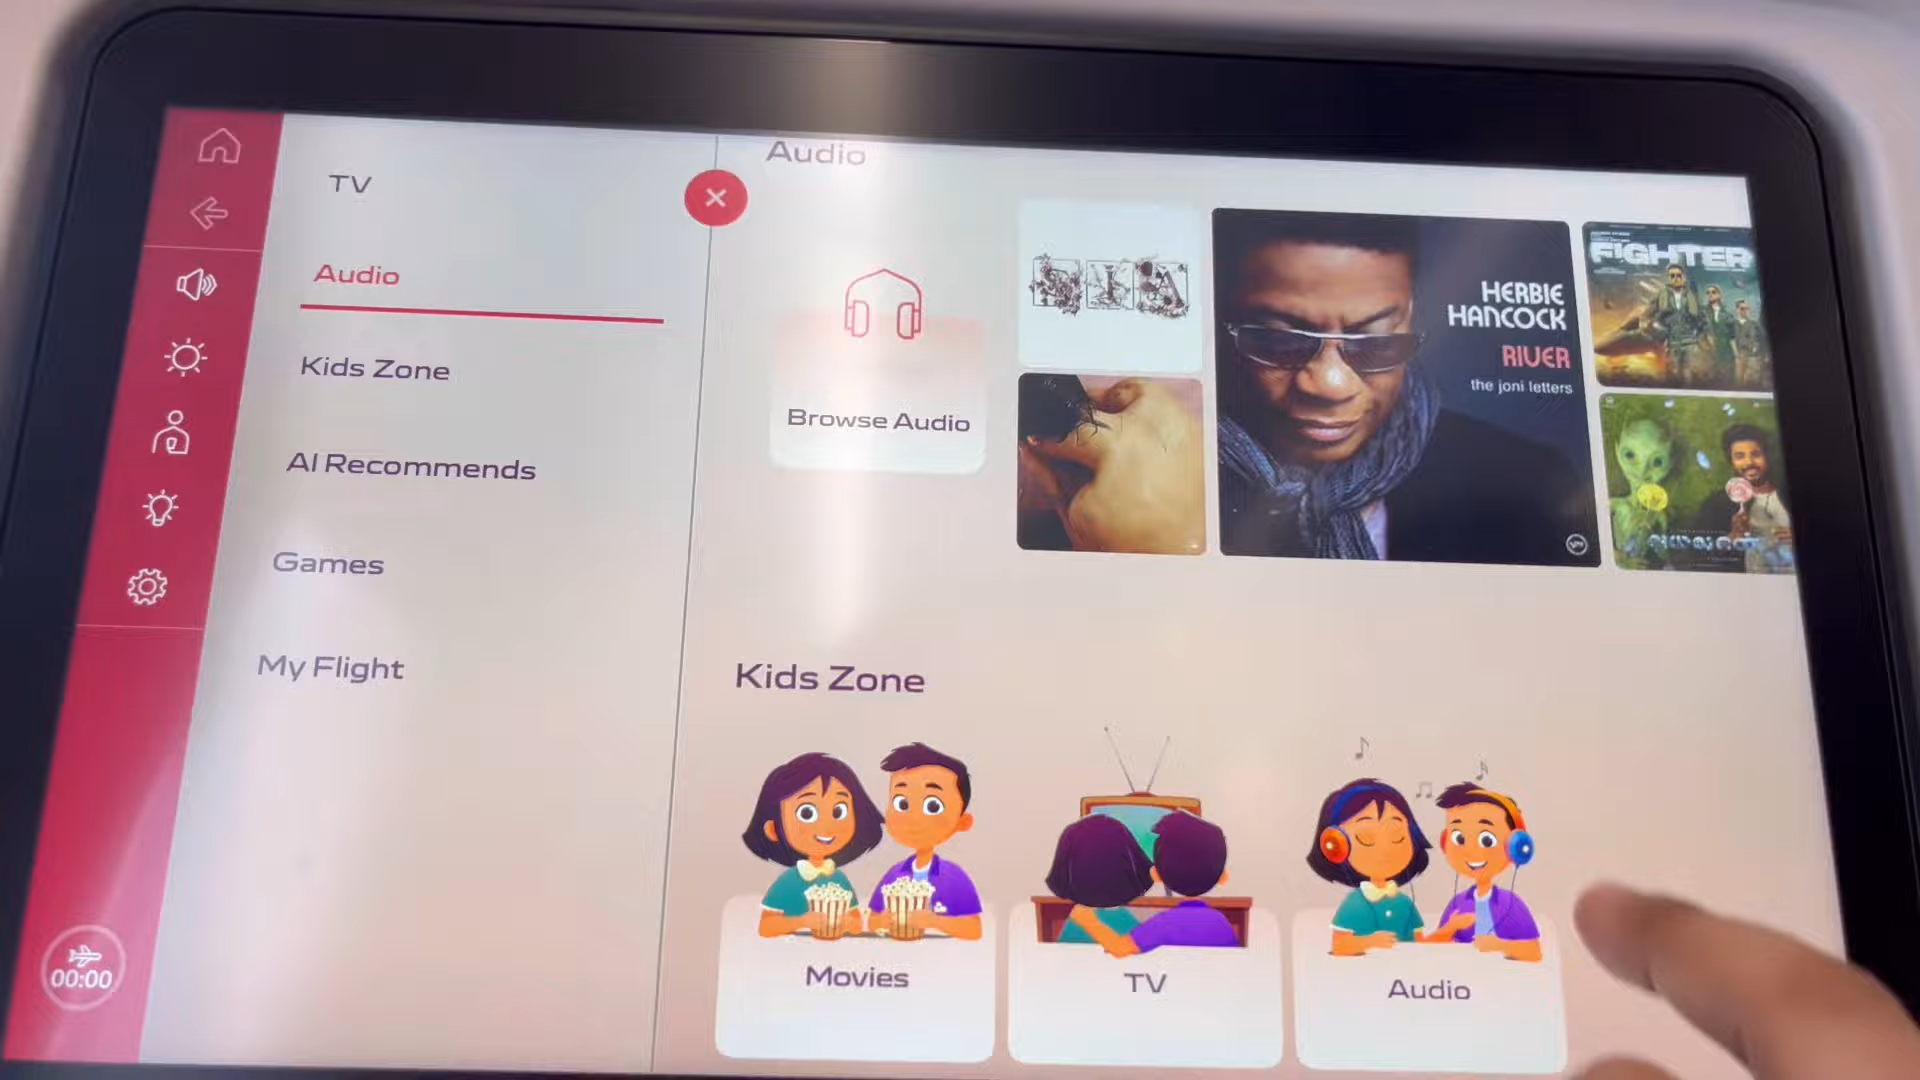 TV
Audio
Kids Zone
AI Recommends
Games
My Flight
00:00
Audio
Browse Audio
SIA
HERBIE
HANCOCK
RIVER
the joni letters
FIGHTER
Kids Zone
Movies
TV
Audio